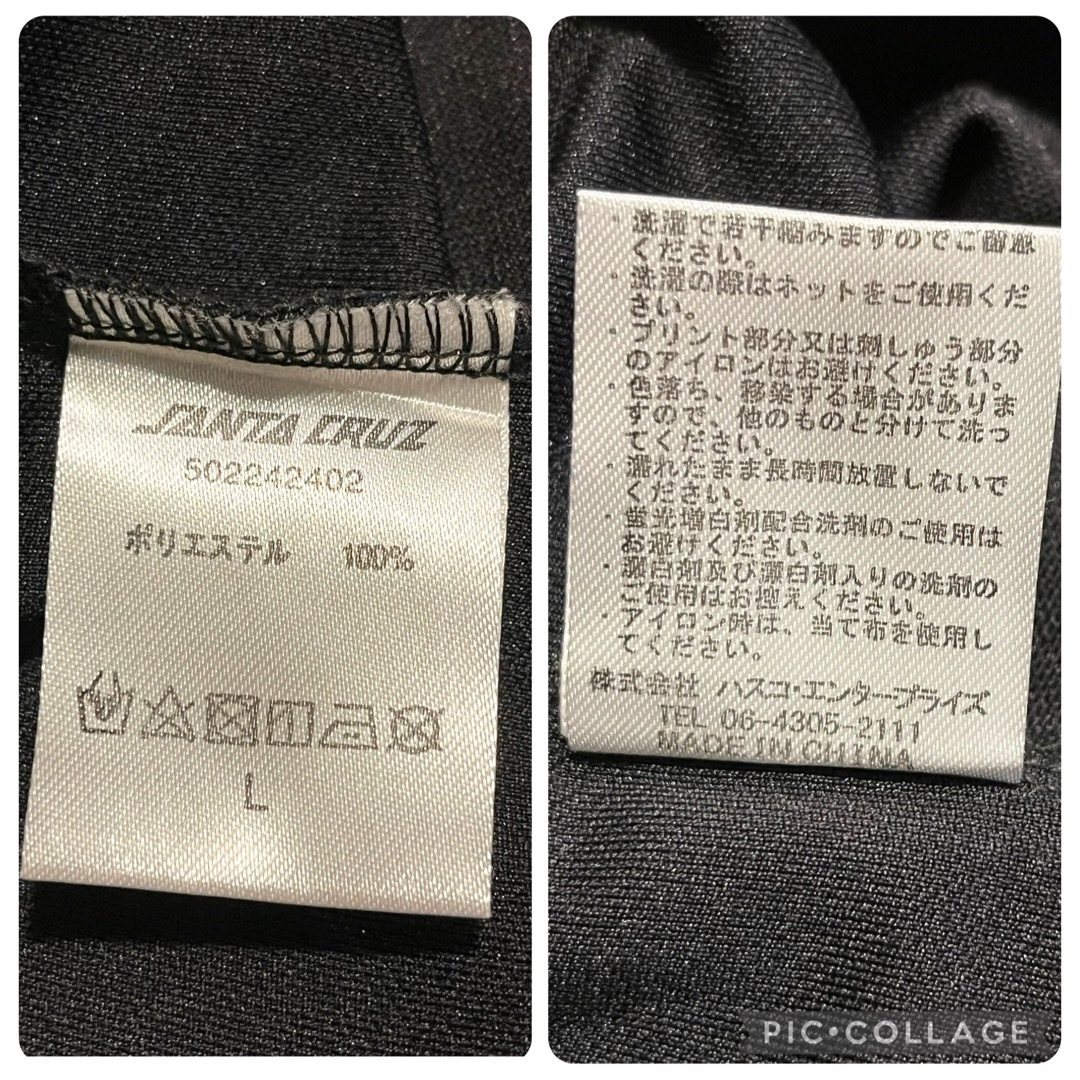 SANTA CRUZ
502242402
ポリエステル 100%
L
・洗濯で若干縮みますのでご留意
ください。
・洗濯の際はネットをご使用くだ
さい。
・プリント部分又は刺しゅう部分
のアイロンはお避けください。
・色落ち、移染する場合がありま
すので、他のものと分けて洗っ
てください。
・濡れたまま長時間放置しないで
ください。
・蛍光増白剤配合洗剤のご使用は
お避けください。
・漂白剤及び漂白剤入りの洗剤の
ご使用はお控えください。
・アイロン時は、当て布を使用し
てください。
株式会社 ハスコ・エンタープライズ
TEL 06-4305-2111
MADE IN CHINA
PIC•COLLAGE